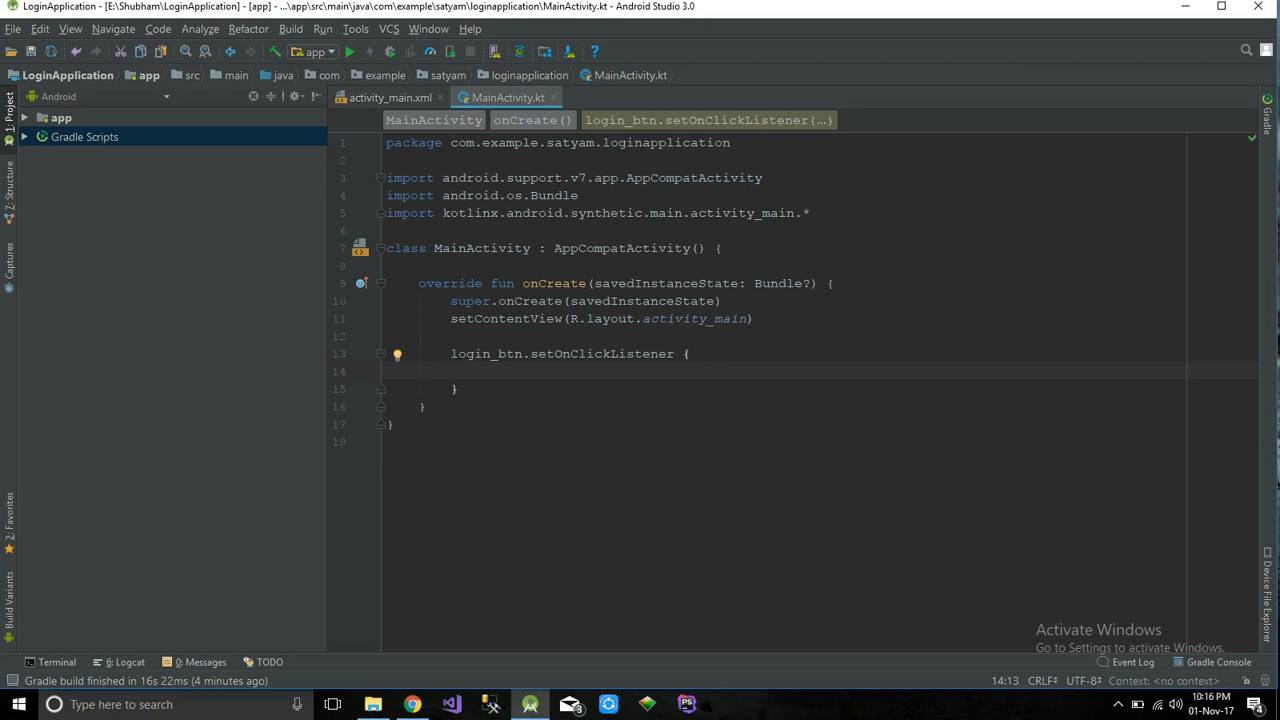 LoginApplication - [E:\Shubham\LoginApplication] - [app] - ...\app\src\main\java\com\example\satyam\loginapplication\MainActivity.kt - Android Studio 3.0
File Edit View Navigate Code Analyze Refactor Build Run Tools VCS Window Help
app
LoginApplication app src main java com example satyam loginapplication MainActivity.kt
Android
activity_main.xml MainActivity.kt
MainActivity onCreate() login_btn.setOnClickListener{...}
app
Gradle Scripts
1: Project
7: Structure
Captures
2: Favorites
Build Variants
Gradle
Device File Explorer
1 package com.example.satyam.loginapplication
2
3 import android.support.v7.app.AppCompatActivity
4 import android.os.Bundle
5 import kotlinx.android.synthetic.main.activity_main.*
6
7 class MainActivity : AppCompatActivity() {
8
9 override fun onCreate(savedInstanceState: Bundle?) {
10 super.onCreate(savedInstanceState)
11 setContentView(R.layout.activity_main)
12
13 login_btn.setOnClickListener {
14
15 }
16 }
17 }
18
Activate Windows
Go to Settings to activate Windows.
Terminal 6: Logcat 0: Messages TODO Event Log Gradle Console
Gradle build finished in 16s 22ms (4 minutes ago) 14:13 CRLF÷ UTF-8÷ Context: <no context>
Type here to search 3 PS 10:16 PM
01-Nov-17 4